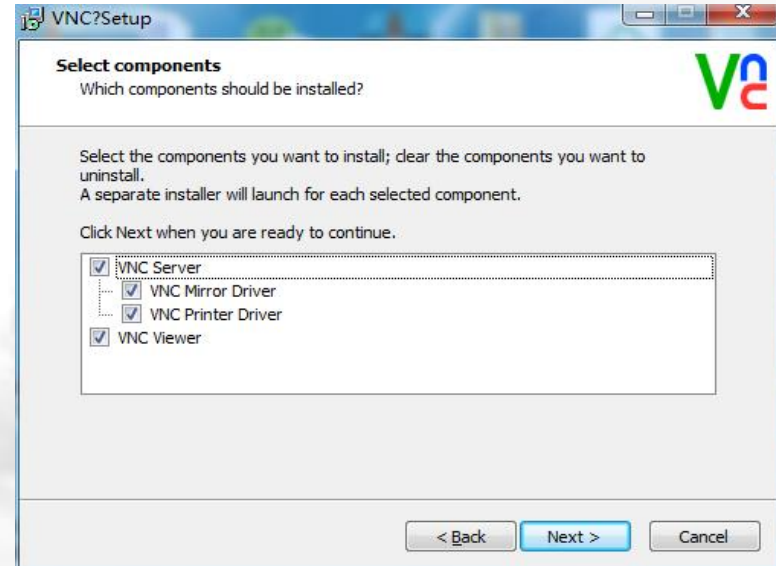 VNC?Setup
Select components
Which components should be installed?
VNC
Select the components you want to install; clear the components you want to
uninstall.
A separate installer will launch for each selected component.
Click Next when you are ready to continue.
VNC Server
VNC Mirror Driver
VNC Printer Driver
VNC Viewer
< Back Next > Cancel